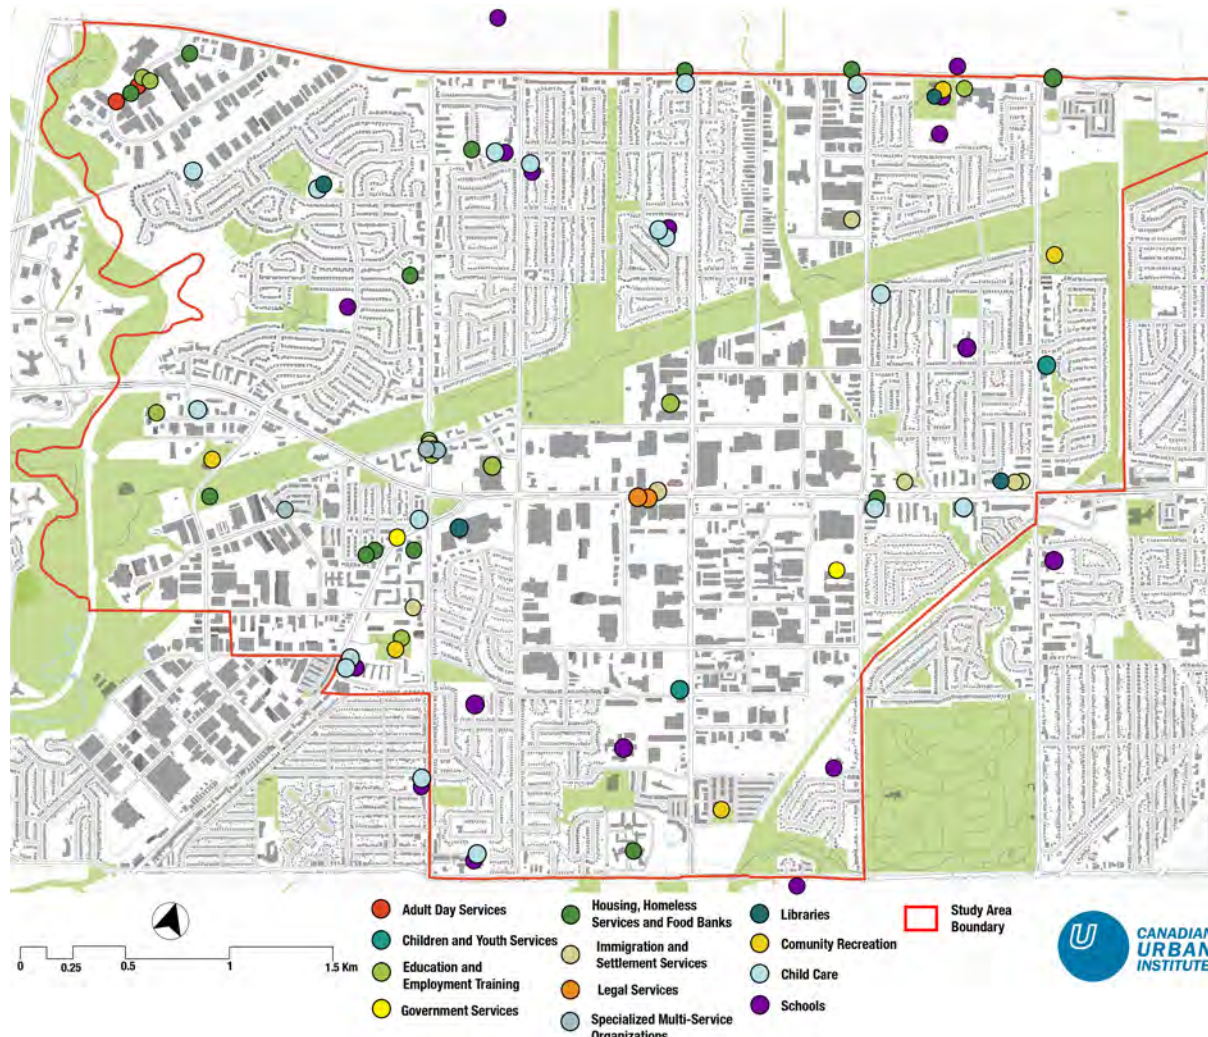 Adult Day Services
Children and Youth Services
Education and
Employment Training
Government Services
Housing, Homeless
Services and Food Banks
Immigration and
Settlement Services
Legal Services
Specialized Multi-Service
Organizations
Libraries
Comunity Recreation
Child Care
Schools
Study Area
Boundary
0 0.25 0.5 1 1.5 Km
U
CANADIAN
URBAN
INSTITUTE